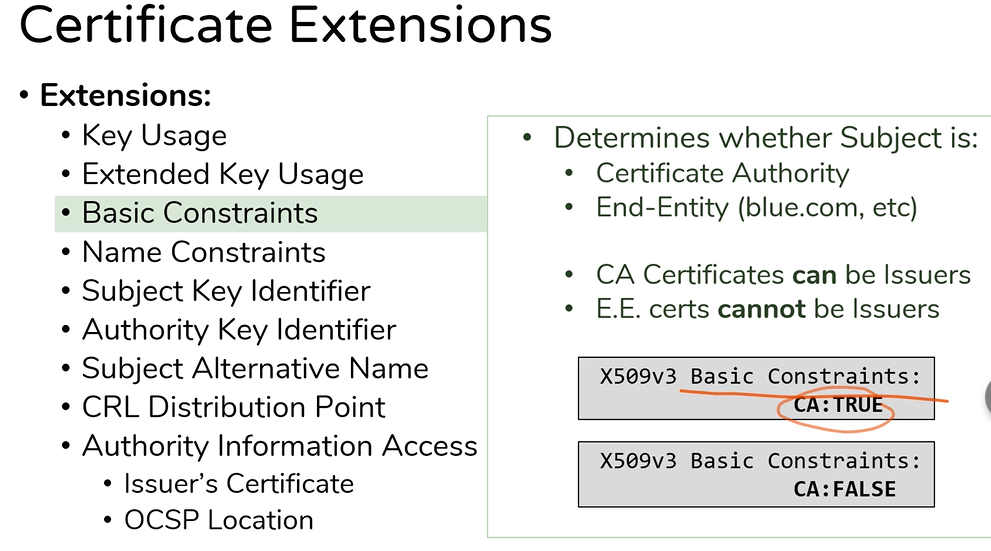 Certificate Extensions
• Extensions:
• Key Usage
• Extended Key Usage
• Basic Constraints
• Name Constraints
• Subject Key Identifier
• Authority Key Identifier
• Subject Alternative Name
• CRL Distribution Point
• Authority Information Access
• Issuer’s Certificate
• OCSP Location
• Determines whether Subject is:
• Certificate Authority
• End-Entity (blue.com, etc)
• CA Certificates can be Issuers
• E.E. certs cannot be Issuers
X509v3 Basic Constraints:
CA:TRUE
X509v3 Basic Constraints:
CA:FALSE